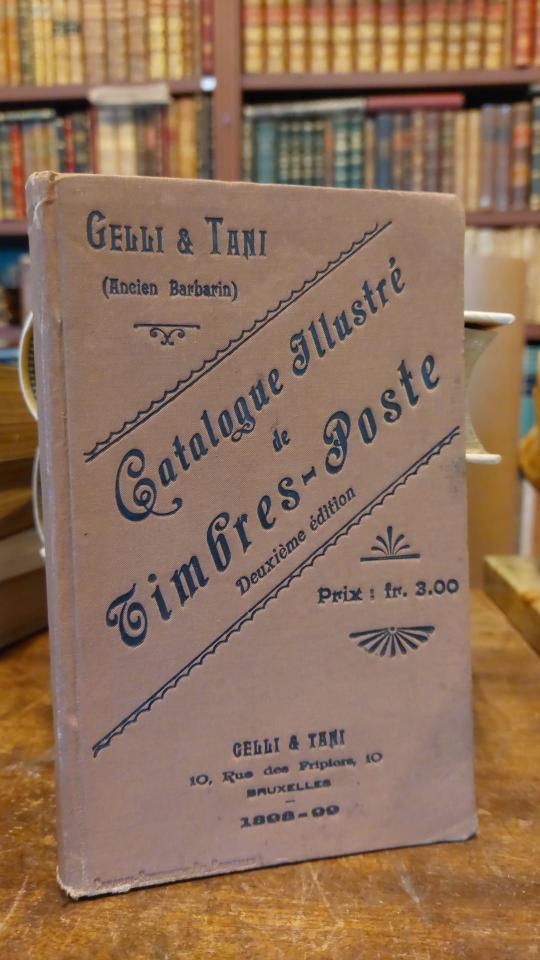 GELLI & TANI
(Ancien Barbarin)
Catalogue Illustré
de
Timbres-Poste
Deuxième édition
Prix : fr. 3.00
GELLI & TANI
10, Rue des Fripiers, 10
BRUXELLES
1898-99